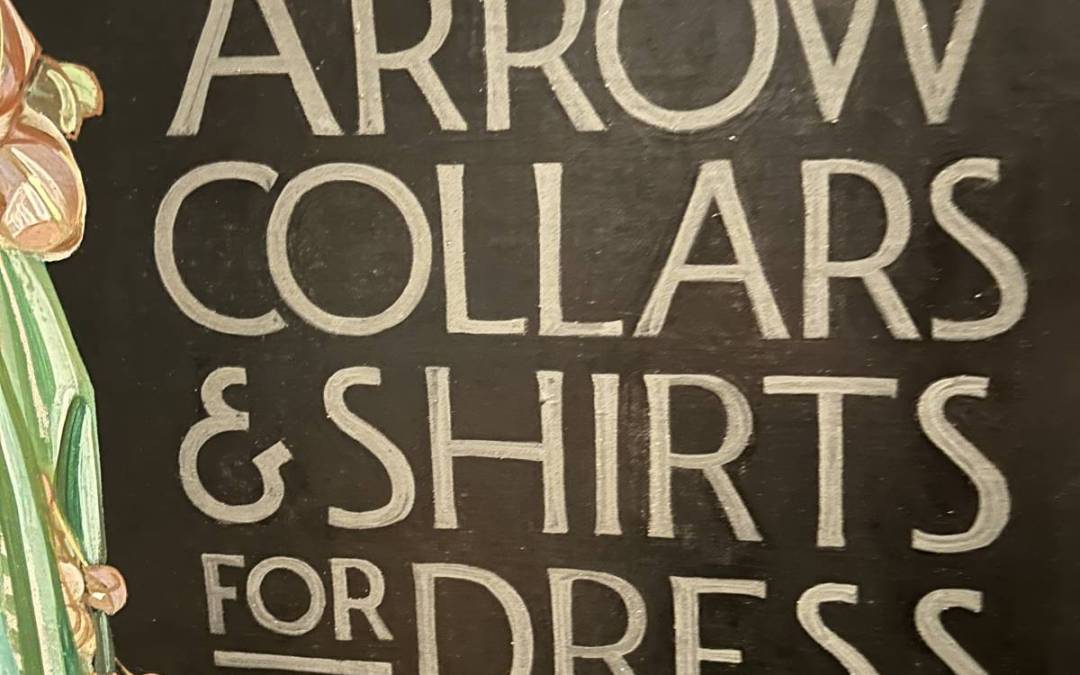 ARROW
COLLARS
& SHIRTS
FOR DRESS